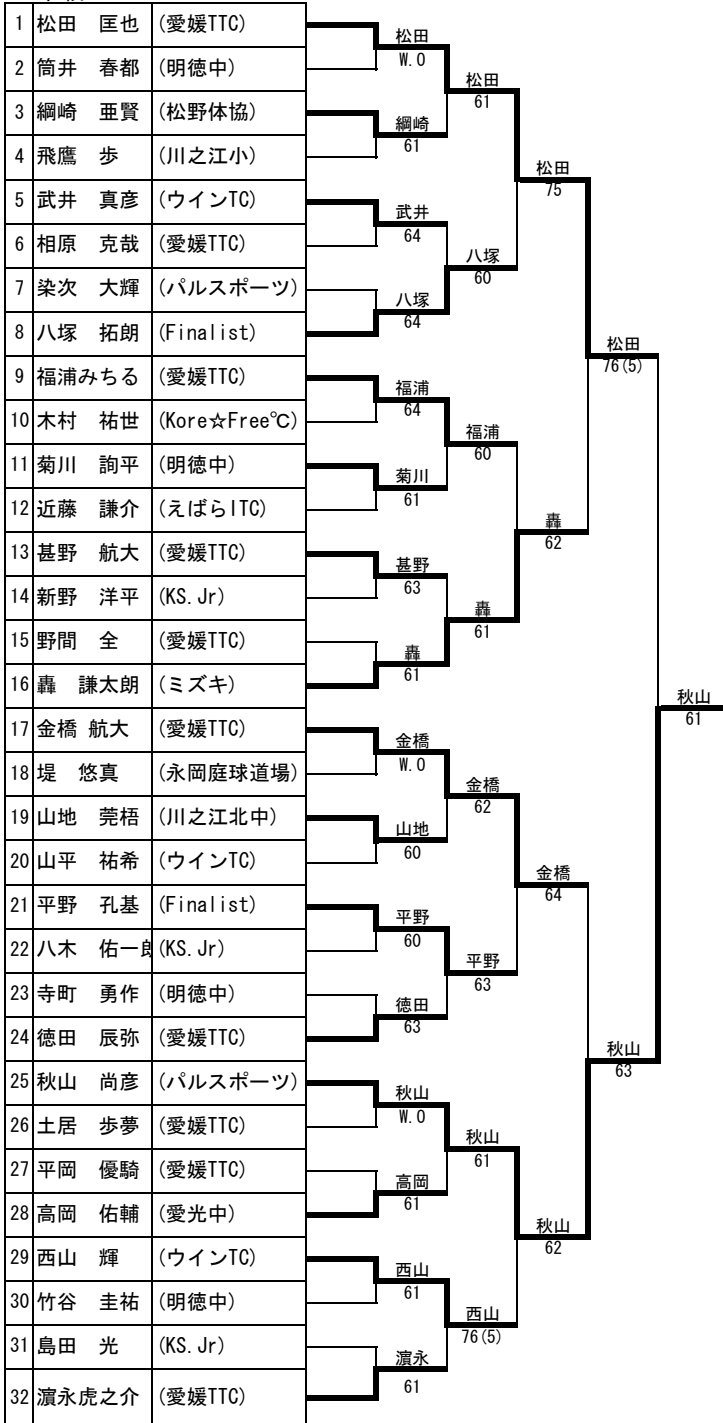 1 松田　匡也 (愛媛TTC)
2 筒井　春都 (明徳中)
3 綱崎　亜賢 (松野体協)
4 飛鷹　歩 (川之江小)
5 武井　真彦 (ウインTC)
6 相原　克哉 (愛媛TTC)
7 染次　大輝 (パルスポーツ)
8 八塚　拓朗 (Finalist)
9 福浦みちる (愛媛TTC)
10 木村　祐世 (Kore☆Free℃)
11 菊川　詢平 (明徳中)
12 近藤　謙介 (えばらITC)
13 甚野　航大 (愛媛TTC)
14 新野　洋平 (KS.Jr)
15 野間　全 (愛媛TTC)
16 轟　謙太朗 (ミズキ)
17 金橋 航大 (愛媛TTC)
18 堤　悠真 (永岡庭球道場)
19 山地　莞梧 (川之江北中)
20 山平　祐希 (ウインTC)
21 平野　孔基 (Finalist)
22 八木　佑一 (KS.Jr)
23 寺町　勇作 (明徳中)
24 徳田　辰弥 (愛媛TTC)
25 秋山　尚彦 (パルスポーツ)
26 土居　歩夢 (愛媛TTC)
27 平岡　優騎 (愛媛TTC)
28 高岡　佑輔 (愛光中)
29 西山　輝 (ウインTC)
30 竹谷　圭祐 (明徳中)
31 島田　光 (KS.Jr)
32 濵永虎之介 (愛媛TTC)
松田
W.0
綱崎
61
武井
64
八塚
64
福浦
64
菊川
61
甚野
63
轟
61
金橋
W.0
山地
60
平野
60
徳田
63
秋山
W.0
高岡
61
西山
61
濵永
61
松田
61
八塚
60
福浦
60
轟
61
金橋
62
平野
63
秋山
61
西山
76(5)
松田
75
轟
62
金橋
64
秋山
62
松田
76(5)
秋山
63
秋山
61